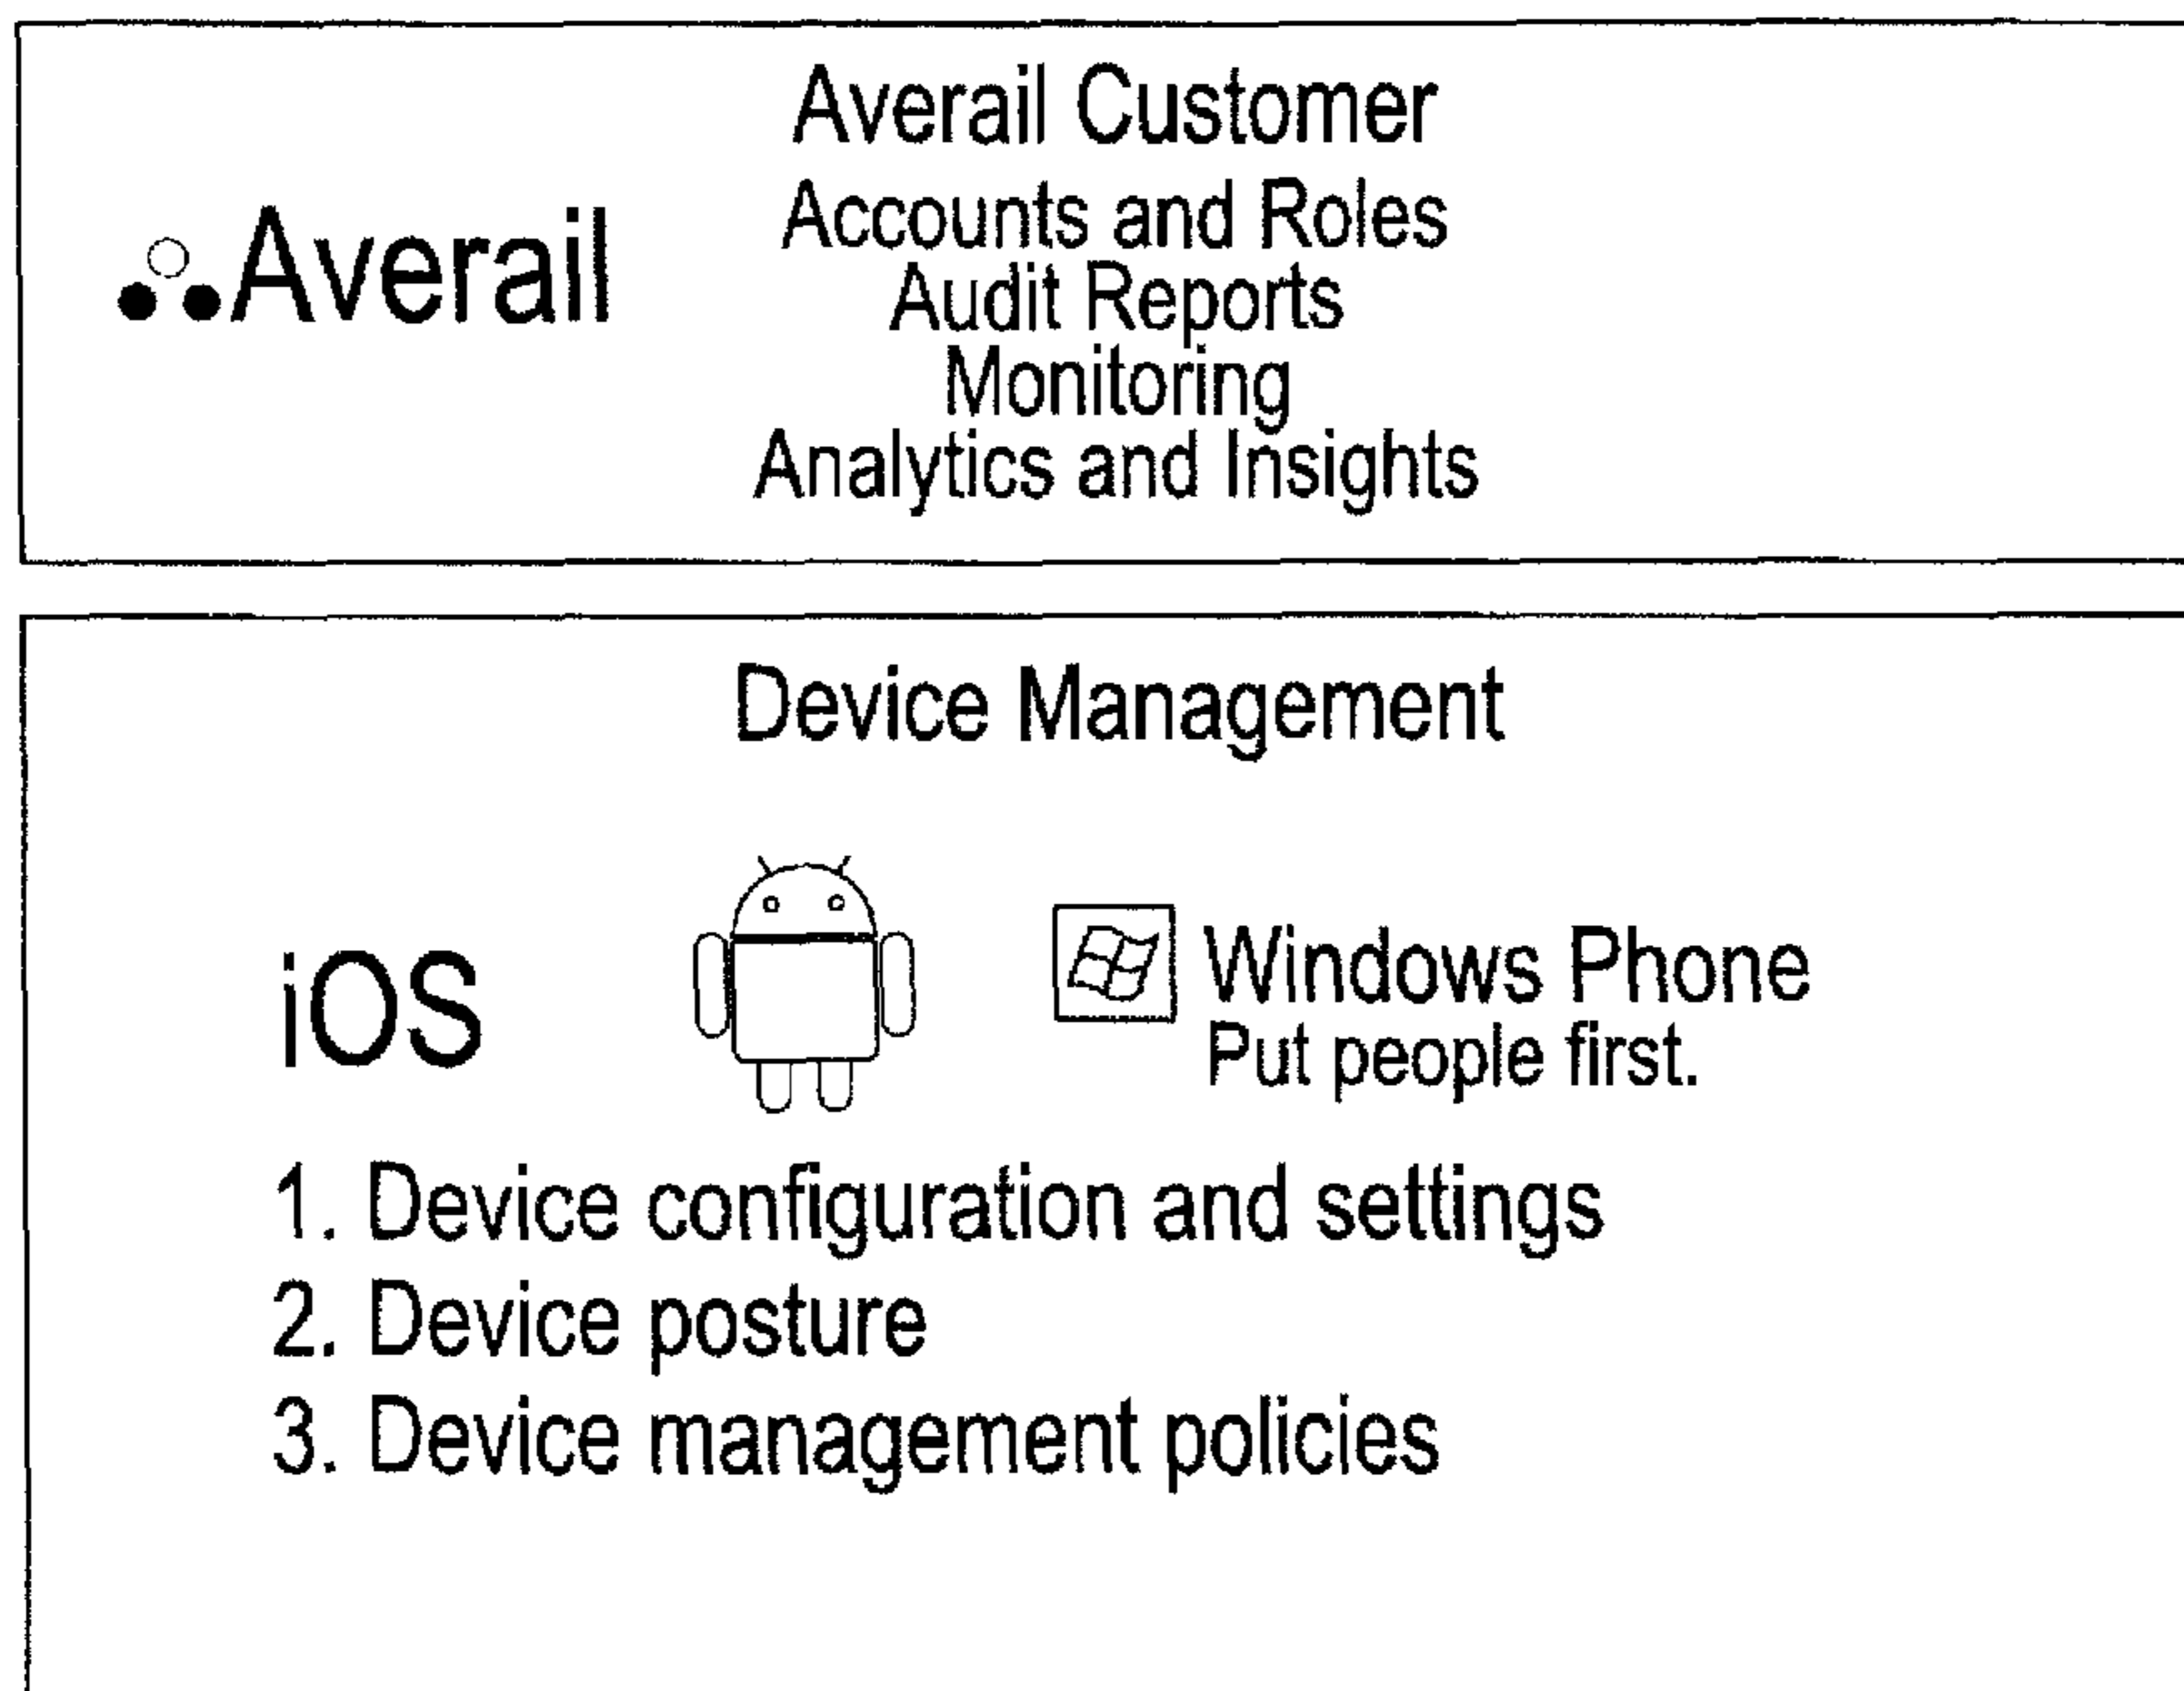 Averail Customer
Accounts and Roles
Averail
Audit Reports
Monitoring
Analytics and Insights
Device Management
iOS
Windows Phone
Put people first.
1. Device configuration and settings
2. Device posture
3. Device management policies